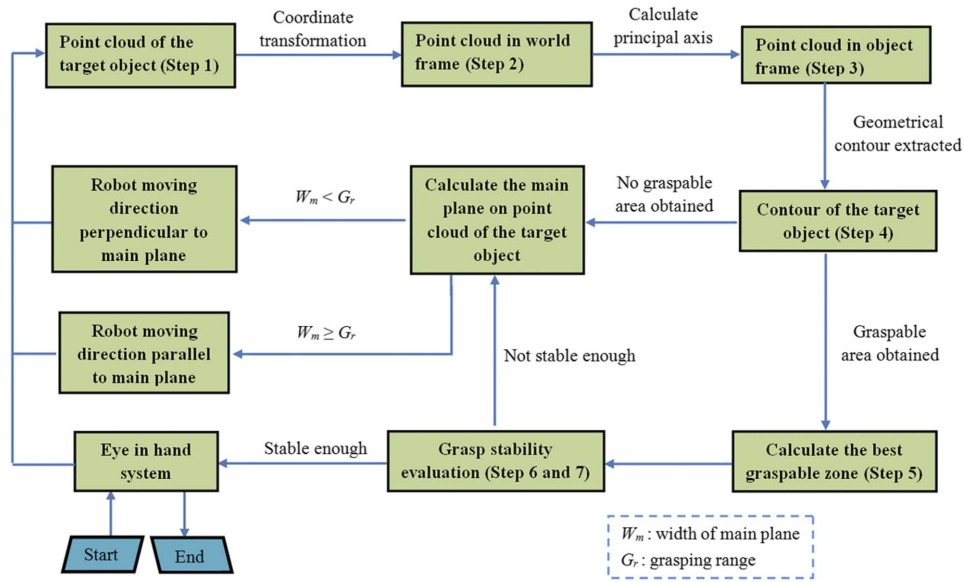 Point cloud of the
target object (Step 1)
Coordinate
transformation
Point cloud in world
frame (Step 2)
Calculate
principal axis
Point cloud in object
frame (Step 3)
Geometrical
contour extracted
Robot moving
direction
perpendicular to
main plane
Wm < Gr
Calculate the main
plane on point
cloud of the target
object
No graspable
area obtained
Contour of the target
object (Step 4)
Robot moving
direction parallel
to main plane
Wm ≥ Gr
Not stable enough
Graspable
area obtained
Eye in hand
system
Stable enough
Grasp stability
evaluation (Step 6 and 7)
Calculate the best
graspable zone (Step 5)
Start
End
Wm : width of main plane
Gr : grasping range